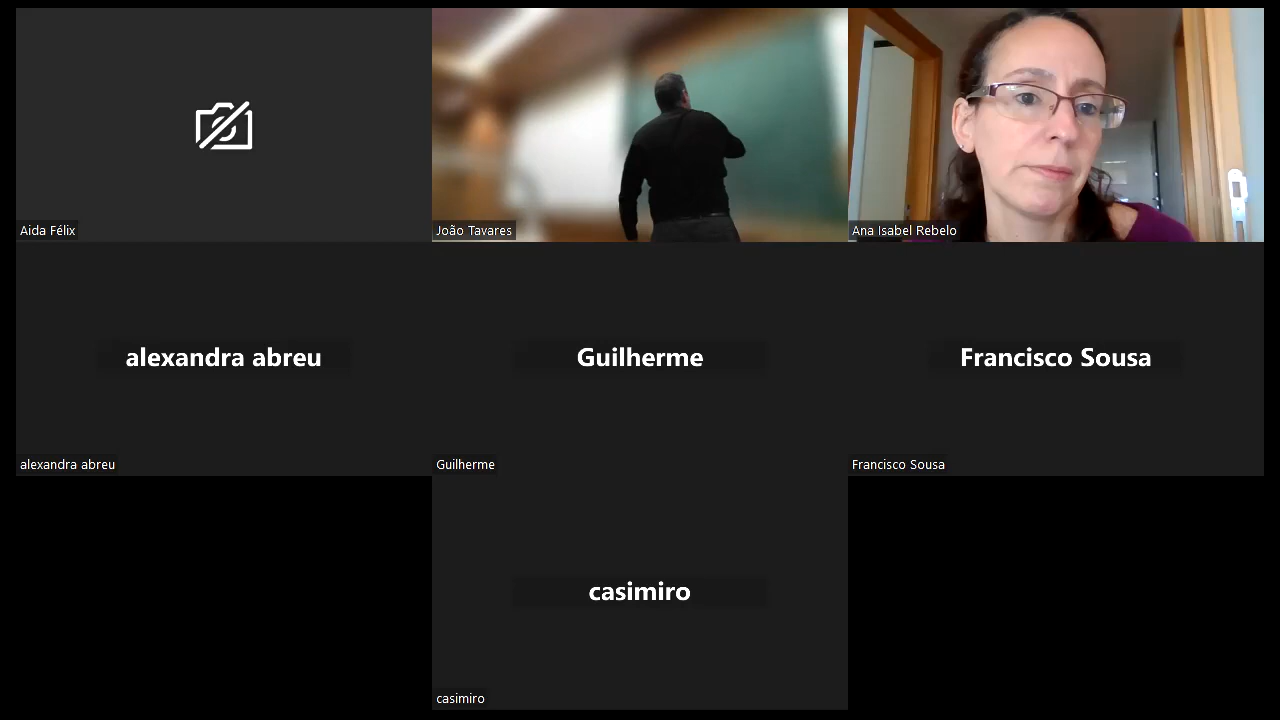 Aida Félix
João Tavares
Ana Isabel Rebelo
alexandra abreu
Guilherme
Francisco Sousa
alexandra abreu
Guilherme
Francisco Sousa
casimiro
casimiro